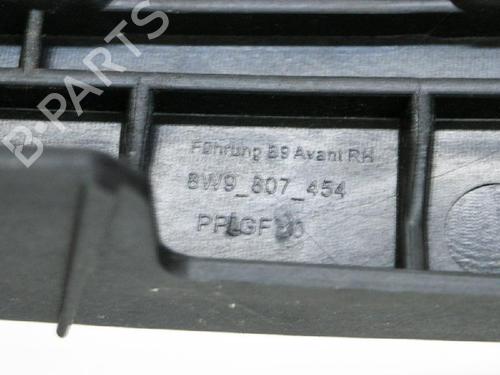 B-PARTS
Führung B9 Avant RH
8W9_807_454